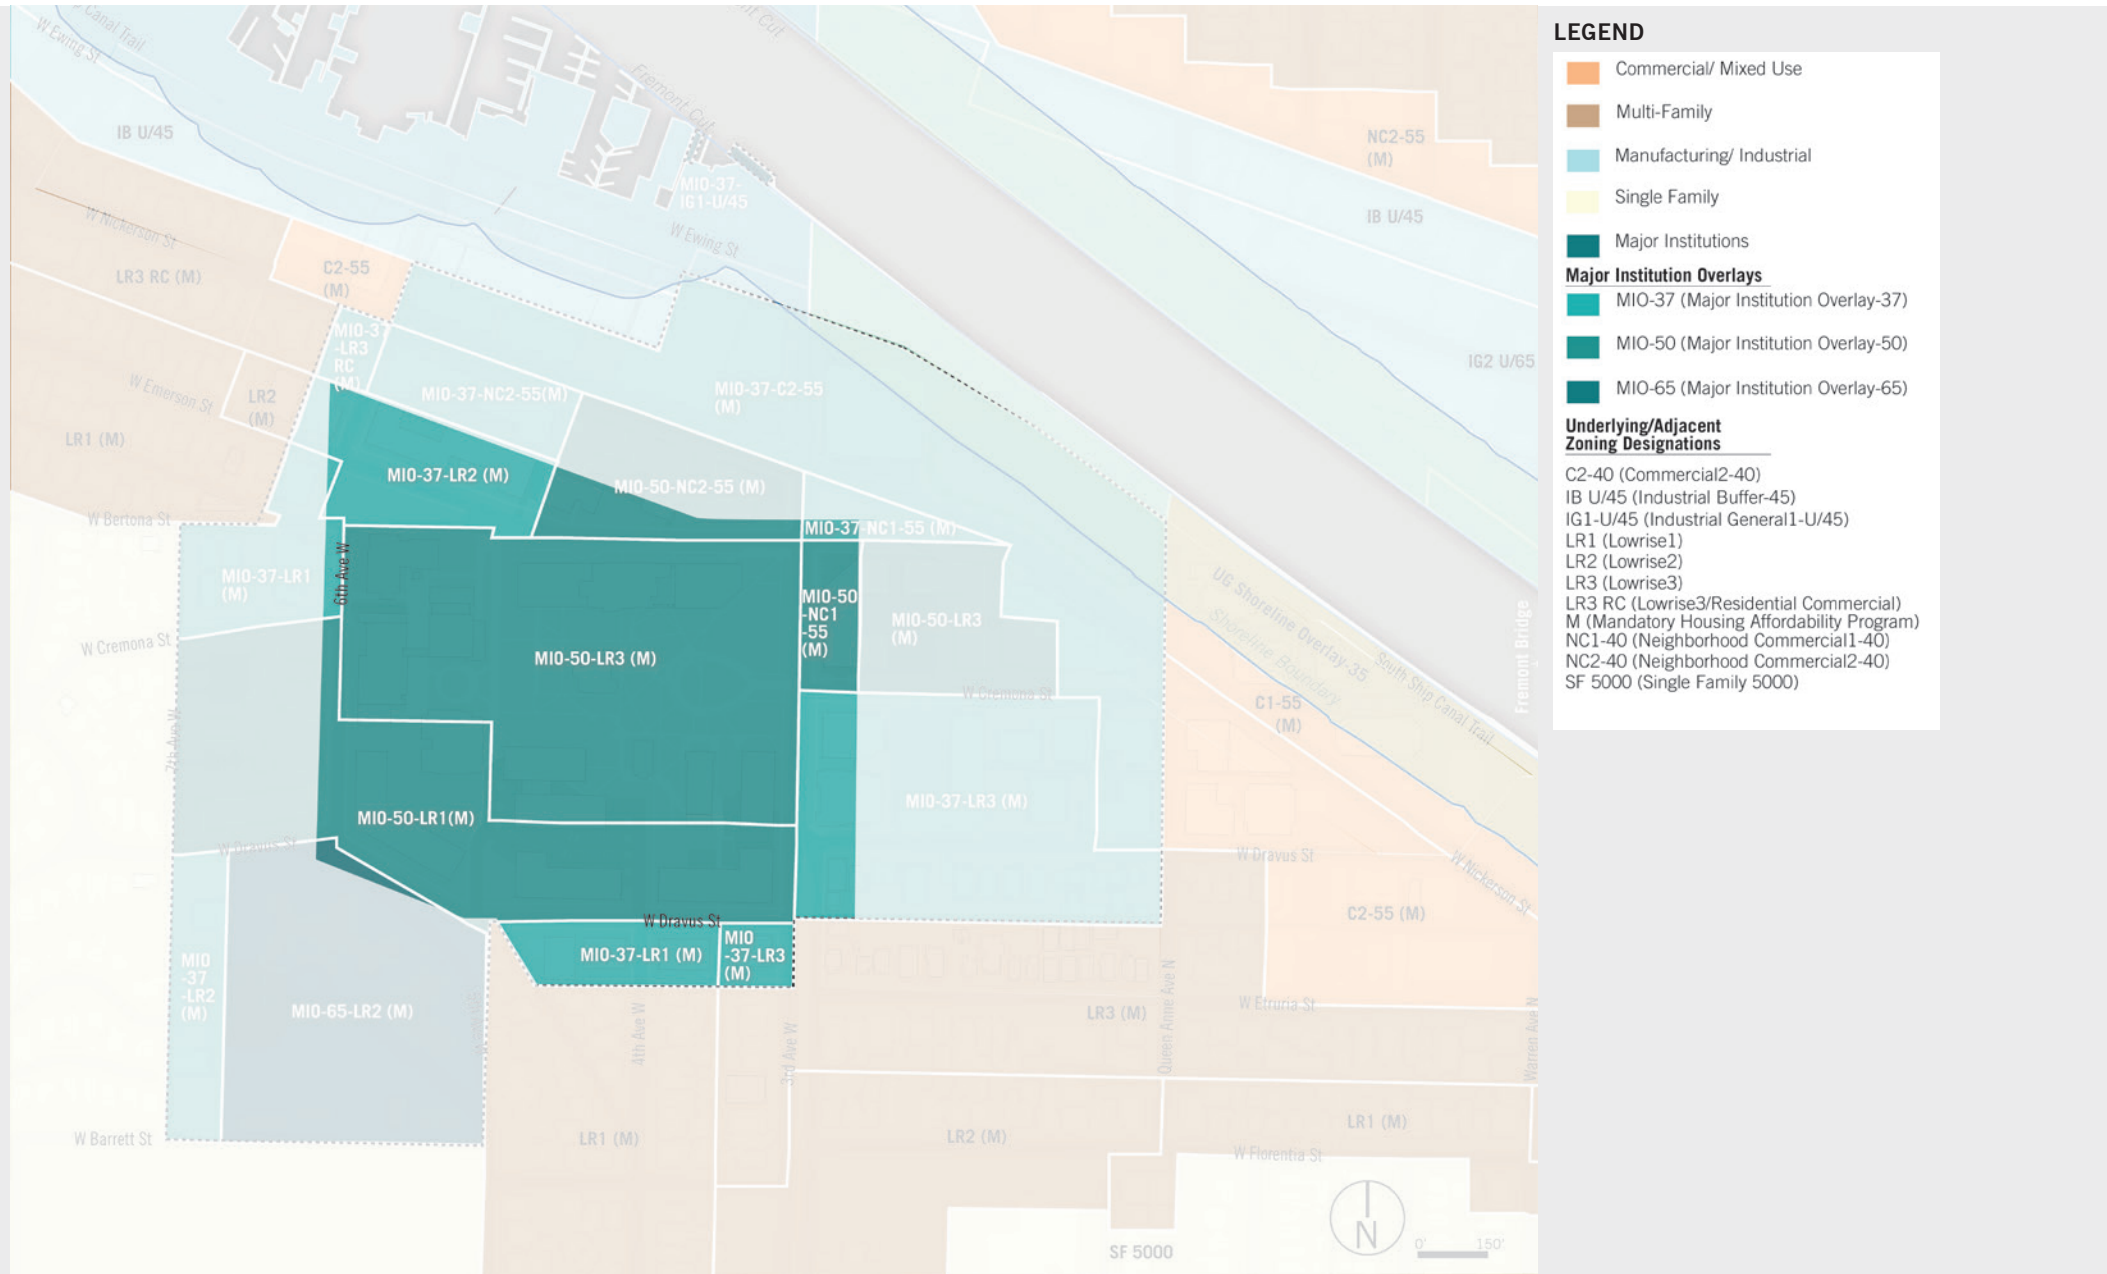 Canal Trail
W Ewing St
Fremont Cut
IB U/45
NC2-55
(M)
MIO-37-
IG1-U/45
IB U/45
W Nickerson St
W Ewing St
LR3 RC (M)
C2-55
(M)
MIO-37
-LR3
RC
(M)
IG2 U/65
W Emerson St
LR2
(M)
MIO-37-NC2-55(M)
MIO-37-C2-55
(M)
LR1 (M)
MIO-37-LR2 (M)
MIO-50-NC2-55 (M)
W Bertona St
MIO-37-NC1-55 (M)
MIO-37-LR1
(M)
6th Ave W
MIO-50
-NC1
-55
(M)
MIO-50-LR3
(M)
UG Shoreline Overlay-35
Shoreline Boundary
South Ship Canal Trail
Fremont Bridge
W Cremona St
MIO-50-LR3 (M)
W Cremona St
C1-55
(M)
7th Ave W
MIO-37-LR3 (M)
MIO-50-LR1(M)
W Dravus St
W Dravus St
W Nickerson St
C2-55 (M)
W Dravus St
MIO-37-LR1 (M)
MIO
-37-LR3
(M)
MIO
-37
-LR2
(M)
MIO-65-LR2 (M)
4th Ave W
3rd Ave W
Queen Anne Ave N
LR3 (M)
W Etruria St
Warren Ave N
W Barrett St
LR1 (M)
LR2 (M)
LR1 (M)
W Florentia St
SF 5000
N
0'
150'
LEGEND
Commercial/ Mixed Use
Multi-Family
Manufacturing/ Industrial
Single Family
Major Institutions
Major Institution Overlays
MIO-37 (Major Institution Overlay-37)
MIO-50 (Major Institution Overlay-50)
MIO-65 (Major Institution Overlay-65)
Underlying/Adjacent
Zoning Designations
C2-40 (Commercial2-40)
IB U/45 (Industrial Buffer-45)
IG1-U/45 (Industrial General1-U/45)
LR1 (Lowrise1)
LR2 (Lowrise2)
LR3 (Lowrise3)
LR3 RC (Lowrise3/Residential Commercial)
M (Mandatory Housing Affordability Program)
NC1-40 (Neighborhood Commercial1-40)
NC2-40 (Neighborhood Commercial2-40)
SF 5000 (Single Family 5000)